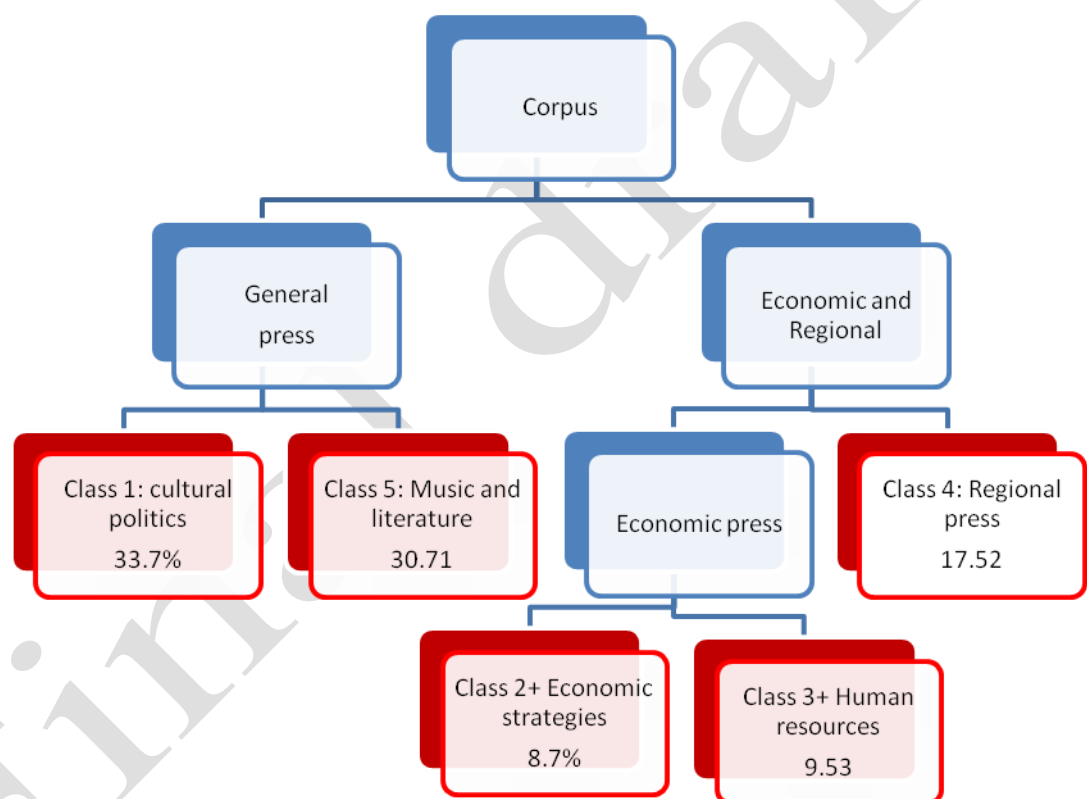 Corpus
General
press
Economic and
Regional
Class 1: cultural
politics
33.7%
Class 5: Music and
literature
30.71
Economic press
Class 4: Regional
press
17.52
Class 2+ Economic
strategies
8.7%
Class 3+ Human
resources
9.53